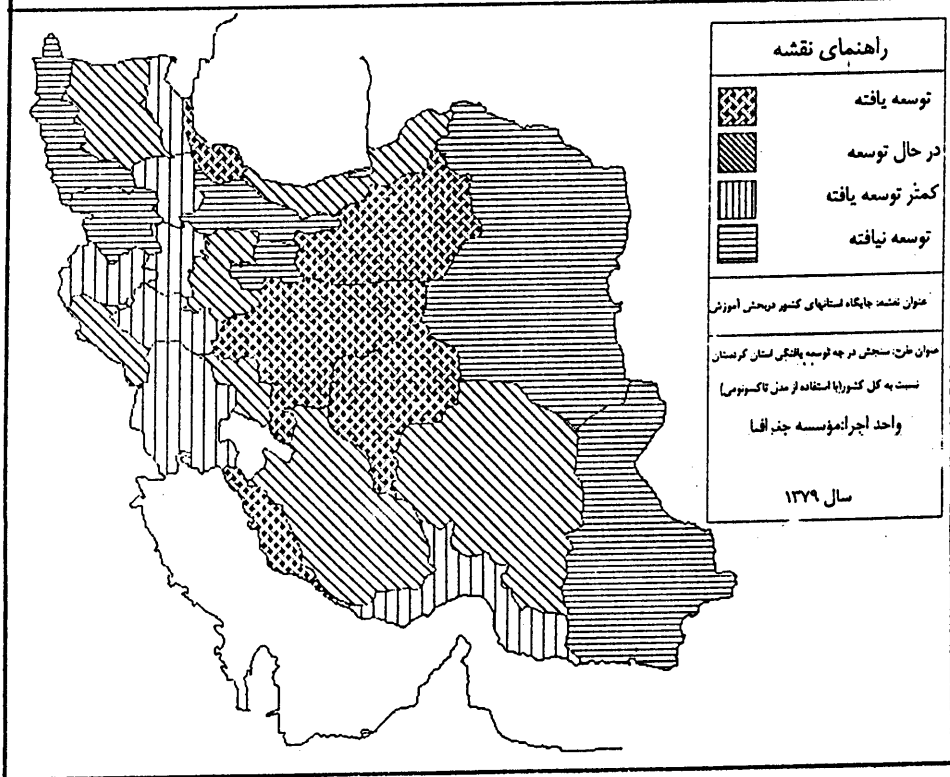 راهنمای نقشه
توسعه یافته
در حال توسعه
کمتر توسعه یافته
توسعه نیافته
عنوان نقشه: جایگاه استانهای کشور دربخش آموزش
عنوان طرح: سنجش درجه توسعه یافتگی استان کردستان
نسبت به کل کشور(با استفاده از مدل تاکسونومی)
واحد اجرا:مؤسسه جغرافیا
سال ۱۳۷۹